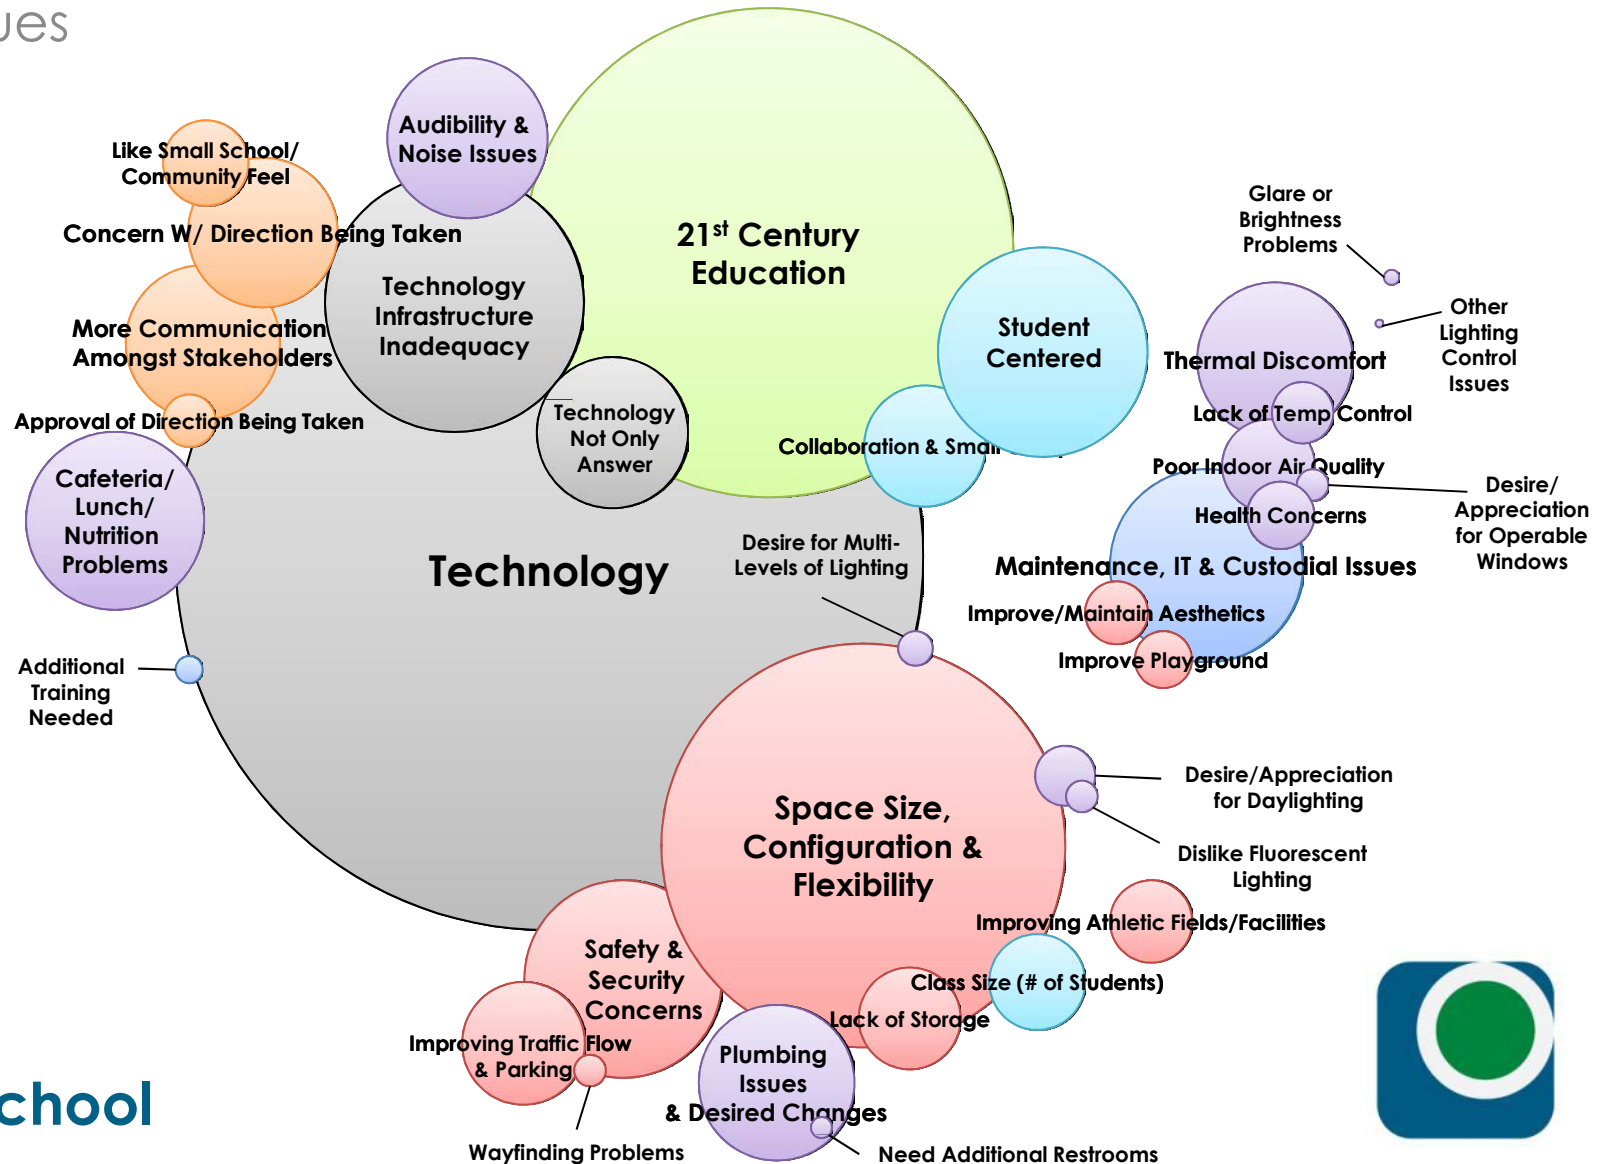 ues
Audibility &
Noise Issues
Like Small School/
Community Feel
Concern W/ Direction Being Taken
21st Century
Education
Technology
Infrastructure
Inadequacy
More Communication
Amongst Stakeholders
Approval of Direction Being Taken
Technology
Not Only
Answer
Student
Centered
Collaboration & Small
Glare or
Brightness
Problems
Other
Lighting
Control
Issues
Thermal Discomfort
Lack of Temp Control
Poor Indoor Air Quality
Health Concerns
Desire/
Appreciation
for Operable
Windows
Cafeteria/
Lunch/
Nutrition
Problems
Technology
Desire for Multi-
Levels of Lighting
Maintenance, IT & Custodial Issues
Improve/Maintain Aesthetics
Improve Playground
Additional
Training
Needed
Space Size,
Configuration &
Flexibility
Desire/Appreciation
for Daylighting
Dislike Fluorescent
Lighting
Improving Athletic Fields/Facilities
Class Size (# of Students)
Lack of Storage
Safety &
Security
Concerns
Improving Traffic Flow
& Parking
Plumbing
Issues
& Desired Changes
Wayfinding Problems
Need Additional Restrooms
chool